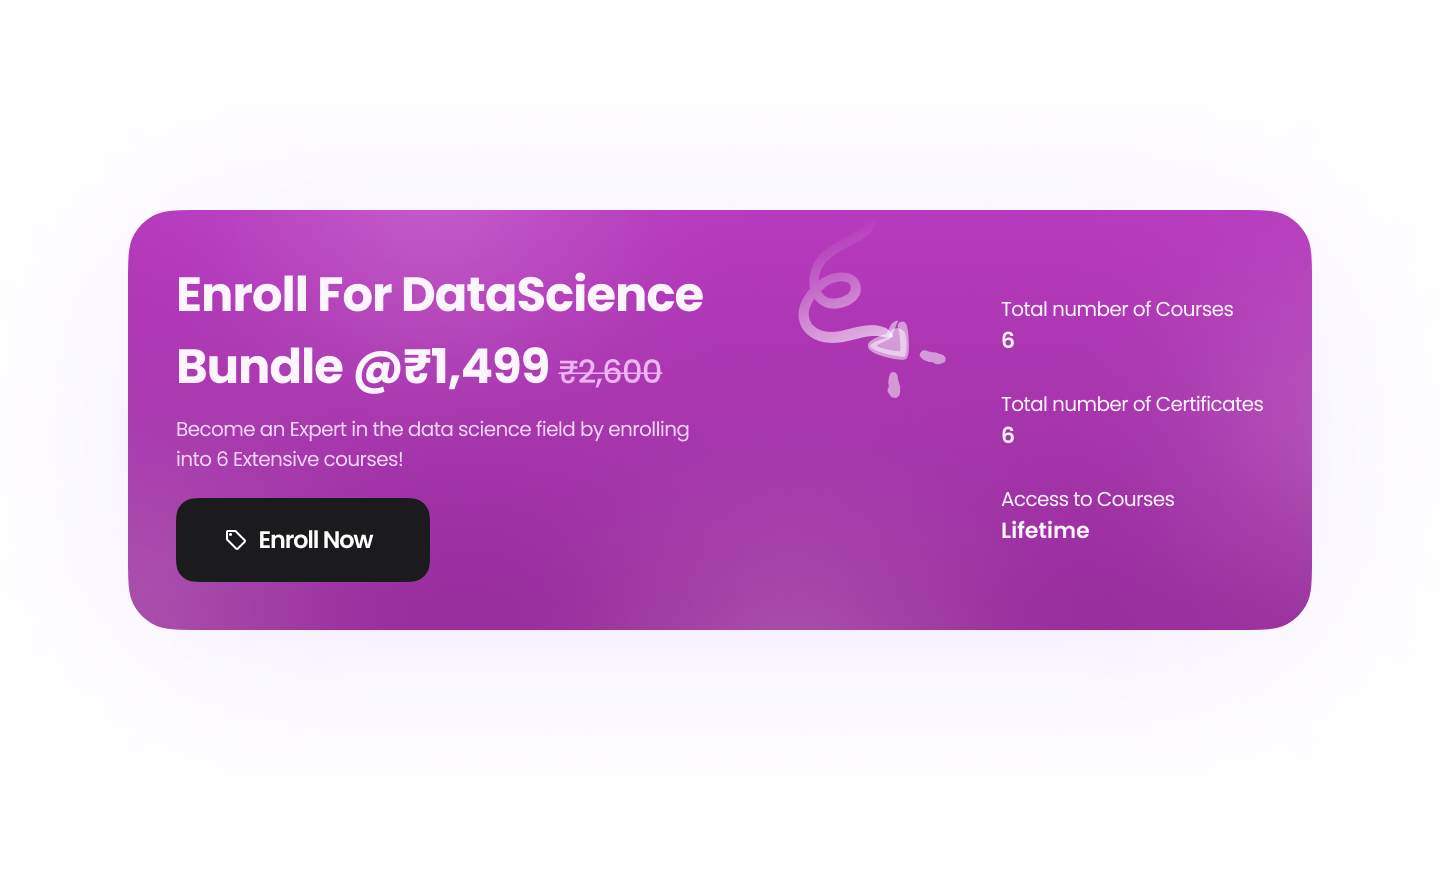 Enroll For DataScience
Bundle @₹1,499 ₹2,600
Become an Expert in the data science field by enrolling
into 6 Extensive courses!
Enroll Now
Total number of Courses
6
Total number of Certificates
6
Access to Courses
Lifetime